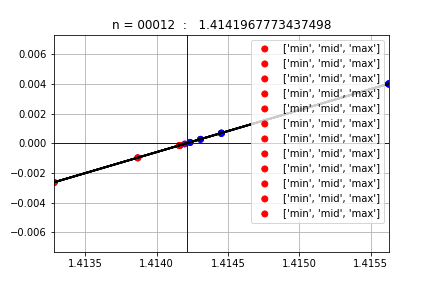 n = 00012  :   1.4141967773437498
0.006
0.004
0.002
0.000
−0.002
−0.004
−0.006
['min', 'mid', 'max']
['min', 'mid', 'max']
['min', 'mid', 'max']
['min', 'mid', 'max']
['min', 'mid', 'max']
['min', 'mid', 'max']
['min', 'mid', 'max']
['min', 'mid', 'max']
['min', 'mid', 'max']
['min', 'mid', 'max']
['min', 'mid', 'max']
['min', 'mid', 'max']
1.4135 1.4140 1.4145 1.4150 1.4155